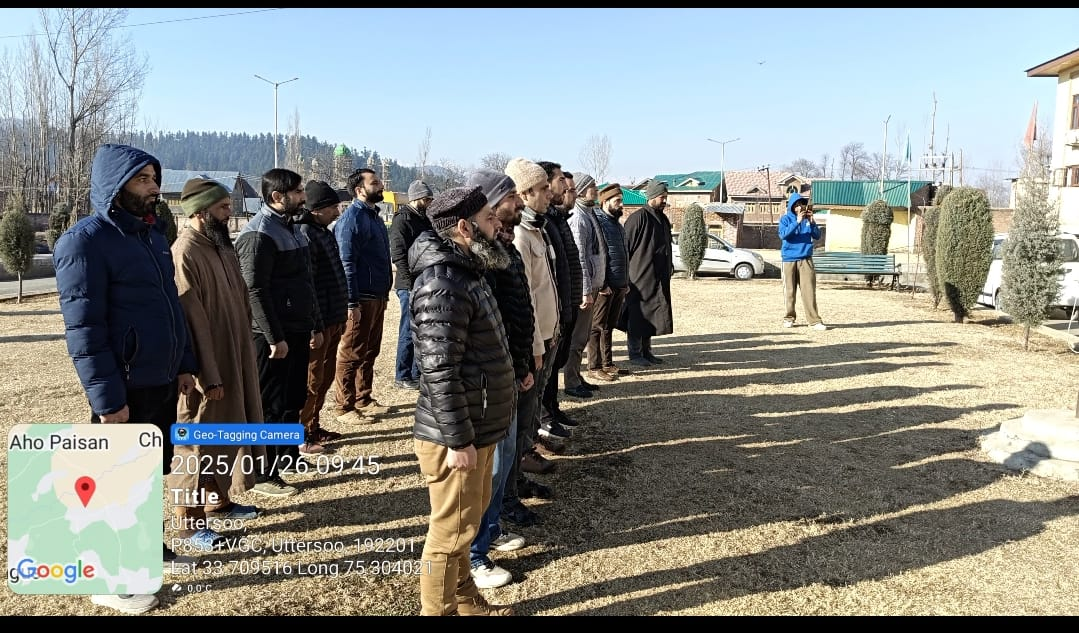 Aho Paisan
Ch
Google
Geo-Tagging Camera
2025/01/26 09:45
Title
Uttersoo,
P853+VGC, Uttersoo, 192201
Lat 33.709516 Long 75.304021
0.0 C